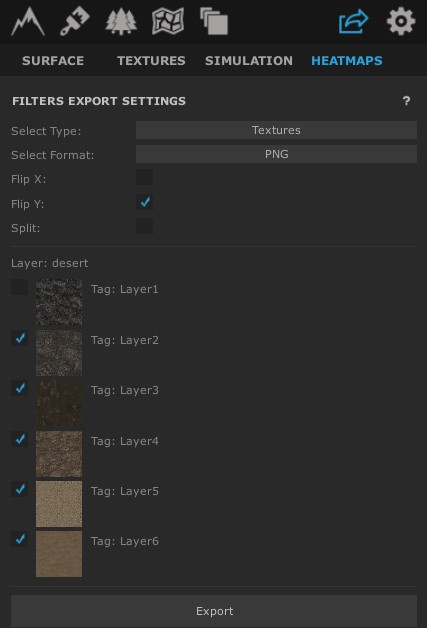 SURFACE TEXTURES SIMULATION HEATMAPS
FILTERS EXPORT SETTINGS ?
Select Type: Textures
Select Format: PNG
Flip X:
Flip Y:
Split:
Layer: desert
Tag: Layer1
Tag: Layer2
Tag: Layer3
Tag: Layer4
Tag: Layer5
Tag: Layer6
Export